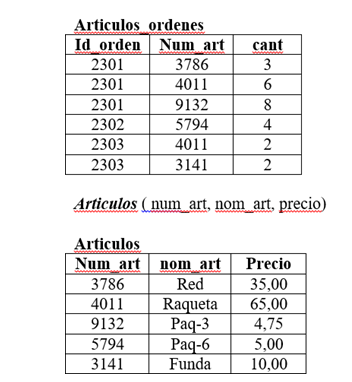 Articulos_ordenes
Id_orden Num_art cant
2301 3786 3
2301 4011 6
2301 9132 8
2302 5794 4
2303 4011 2
2303 3141 2
Articulos ( num_art, nom_art, precio)
Articulos
Num_art nom_art Precio
3786 Red 35,00
4011 Raqueta 65,00
9132 Paq-3 4,75
5794 Paq-6 5,00
3141 Funda 10,00